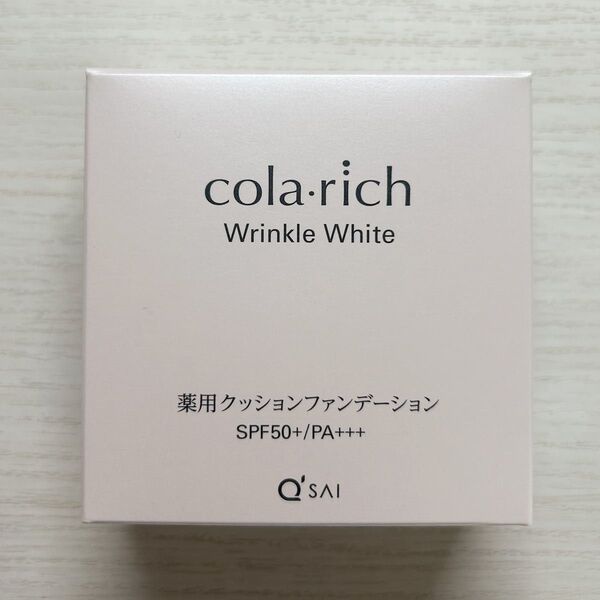 cola·rich
Wrinkle White
薬用クッションファンデーション
SPF50+/PA+++
Q'SAI